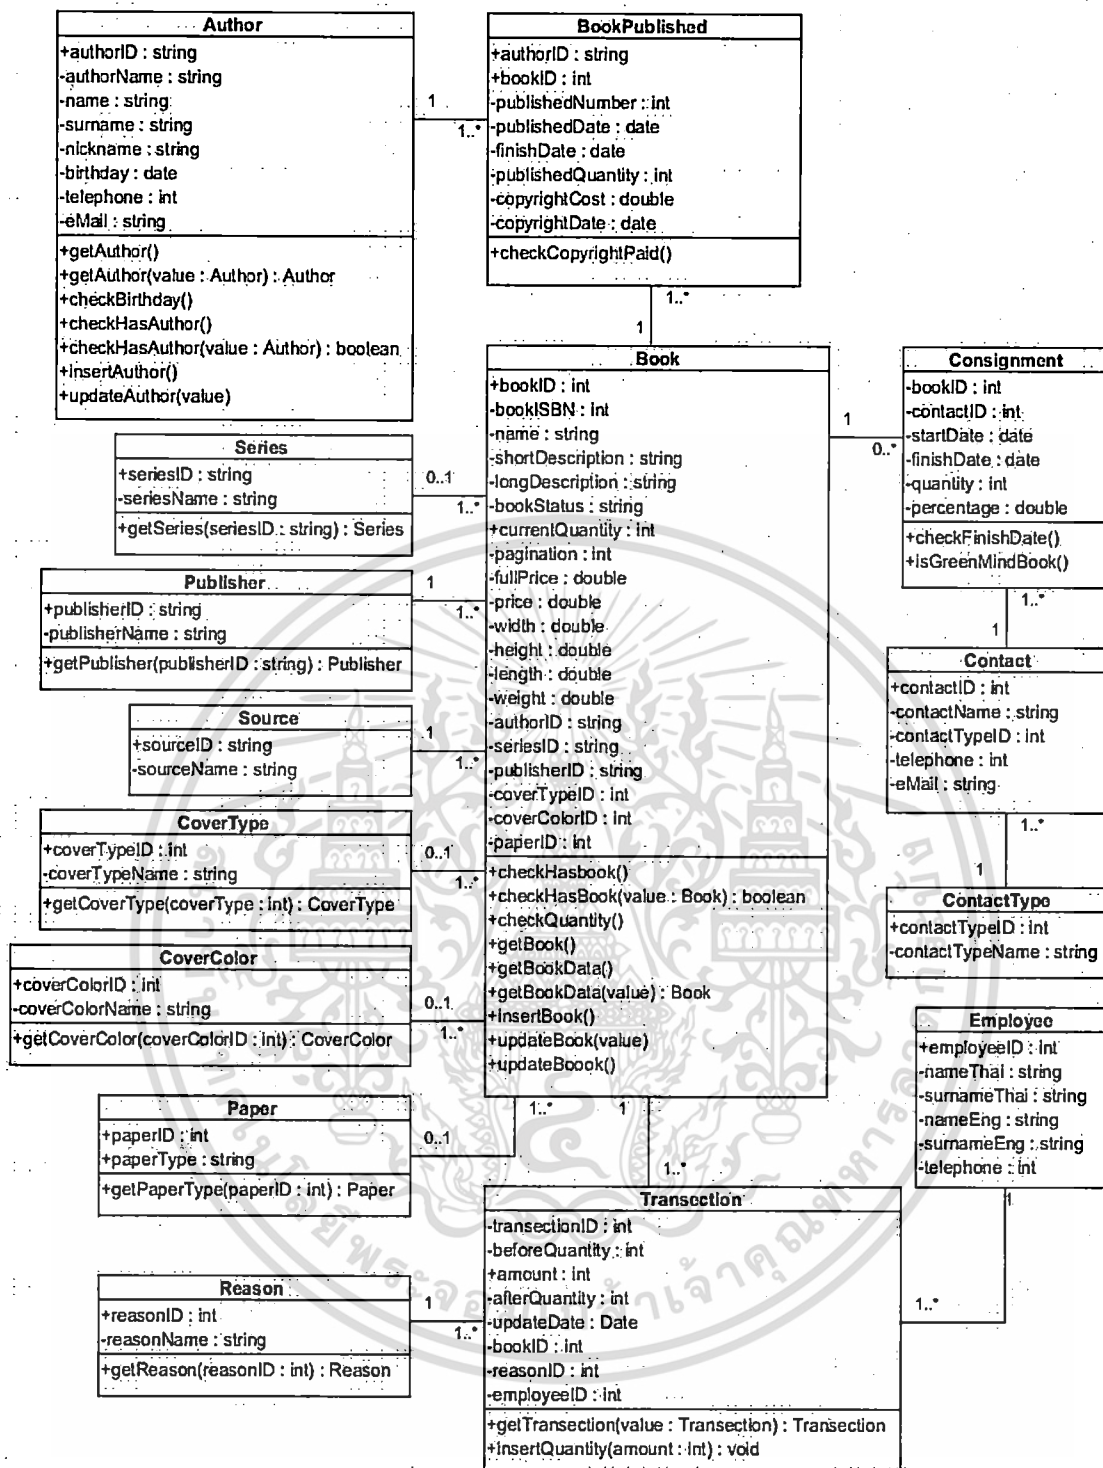 Author
+authorID : string
-authorName : string
-name : string
-surname : string
-nickname : string
-birthday : date
-telephone : int
-eMail : string
+getAuthor()
+getAuthor(value : Author) : Author
+checkBirthday()
+checkHasAuthor()
+checkHasAuthor(value : Author) : boolean
+insertAuthor()
+updateAuthor(value)
1
1..*
BookPublished
+authorID : string
+bookID : int
-publishedNumber : int
-publishedDate : date
-finishDate : date
-publishedQuantity : int
-copyrightCost : double
-copyrightDate : date
+checkCopyrightPaid()
1..*
1
Book
+bookID : int
-bookISBN : int
-name : string
-shortDescription : string
-longDescription : string
-bookStatus : string
+currentQuantity : int
-pagination : int
-fullPrice : double
-price : double
-width : double
-height : double
-length : double
-weight : double
-authorID : string
-seriesID : string
-publisherID : string
-coverTypeID : int
-coverColorID : int
-paperID : int
+checkHasbook()
+checkHasBook(value : Book) : boolean
+checkQuantity()
+getBook()
+getBookData()
+getBookData(value) : Book
+insertBook()
+updateBook(value)
+updateBoook()
1
0..*
Consignment
-bookID : int
-contactID : int
-startDate : date
-finishDate : date
-quantity : int
-percentage : double
+checkFinishDate()
+isGreenMindBook()
1..*
1
Contact
+contactID : int
-contactName : string
-contactTypeID : int
-telephone : int
-eMail : string
1..*
1
ContactType
+contactTypeID : int
-contactTypeName : string
Series
+seriesID : string
-seriesName : string
+getSeries(seriesID : string) : Series
0..1
1..*
Publisher
+publisherID : string
-publisherName : string
+getPublisher(publisherID : string) : Publisher
1
1..*
Source
+sourceID : string
-sourceName : string
1
1..*
CoverType
+coverTypeID : int
-coverTypeName : string
+getCoverType(coverType : int) : CoverType
0..1
1..*
CoverColor
+coverColorID : int
-coverColorName : string
+getCoverColor(coverColorID : int) : CoverColor
0..1
1..*
Paper
+paperID : int
+paperType : string
+getPaperType(paperID : int) : Paper
0..1
1..*
1
1..*
Employee
+employeeID : int
-nameThai : string
-surnameThai : string
-nameEng : string
-surnameEng : string
-telephone : int
1
1..*
Reason
+reasonID : int
-reasonName : string
+getReason(reasonID : int) : Reason
1
1..*
Transection
-transectionID : int
-beforeQuantity : int
+amount : int
-afterQuantity : int
-updateDate : Date
-bookID : int
-reasonID : int
-employeeID : int
+getTransection(value : Transection) : Transection
+insertQuantity(amount : int) : void